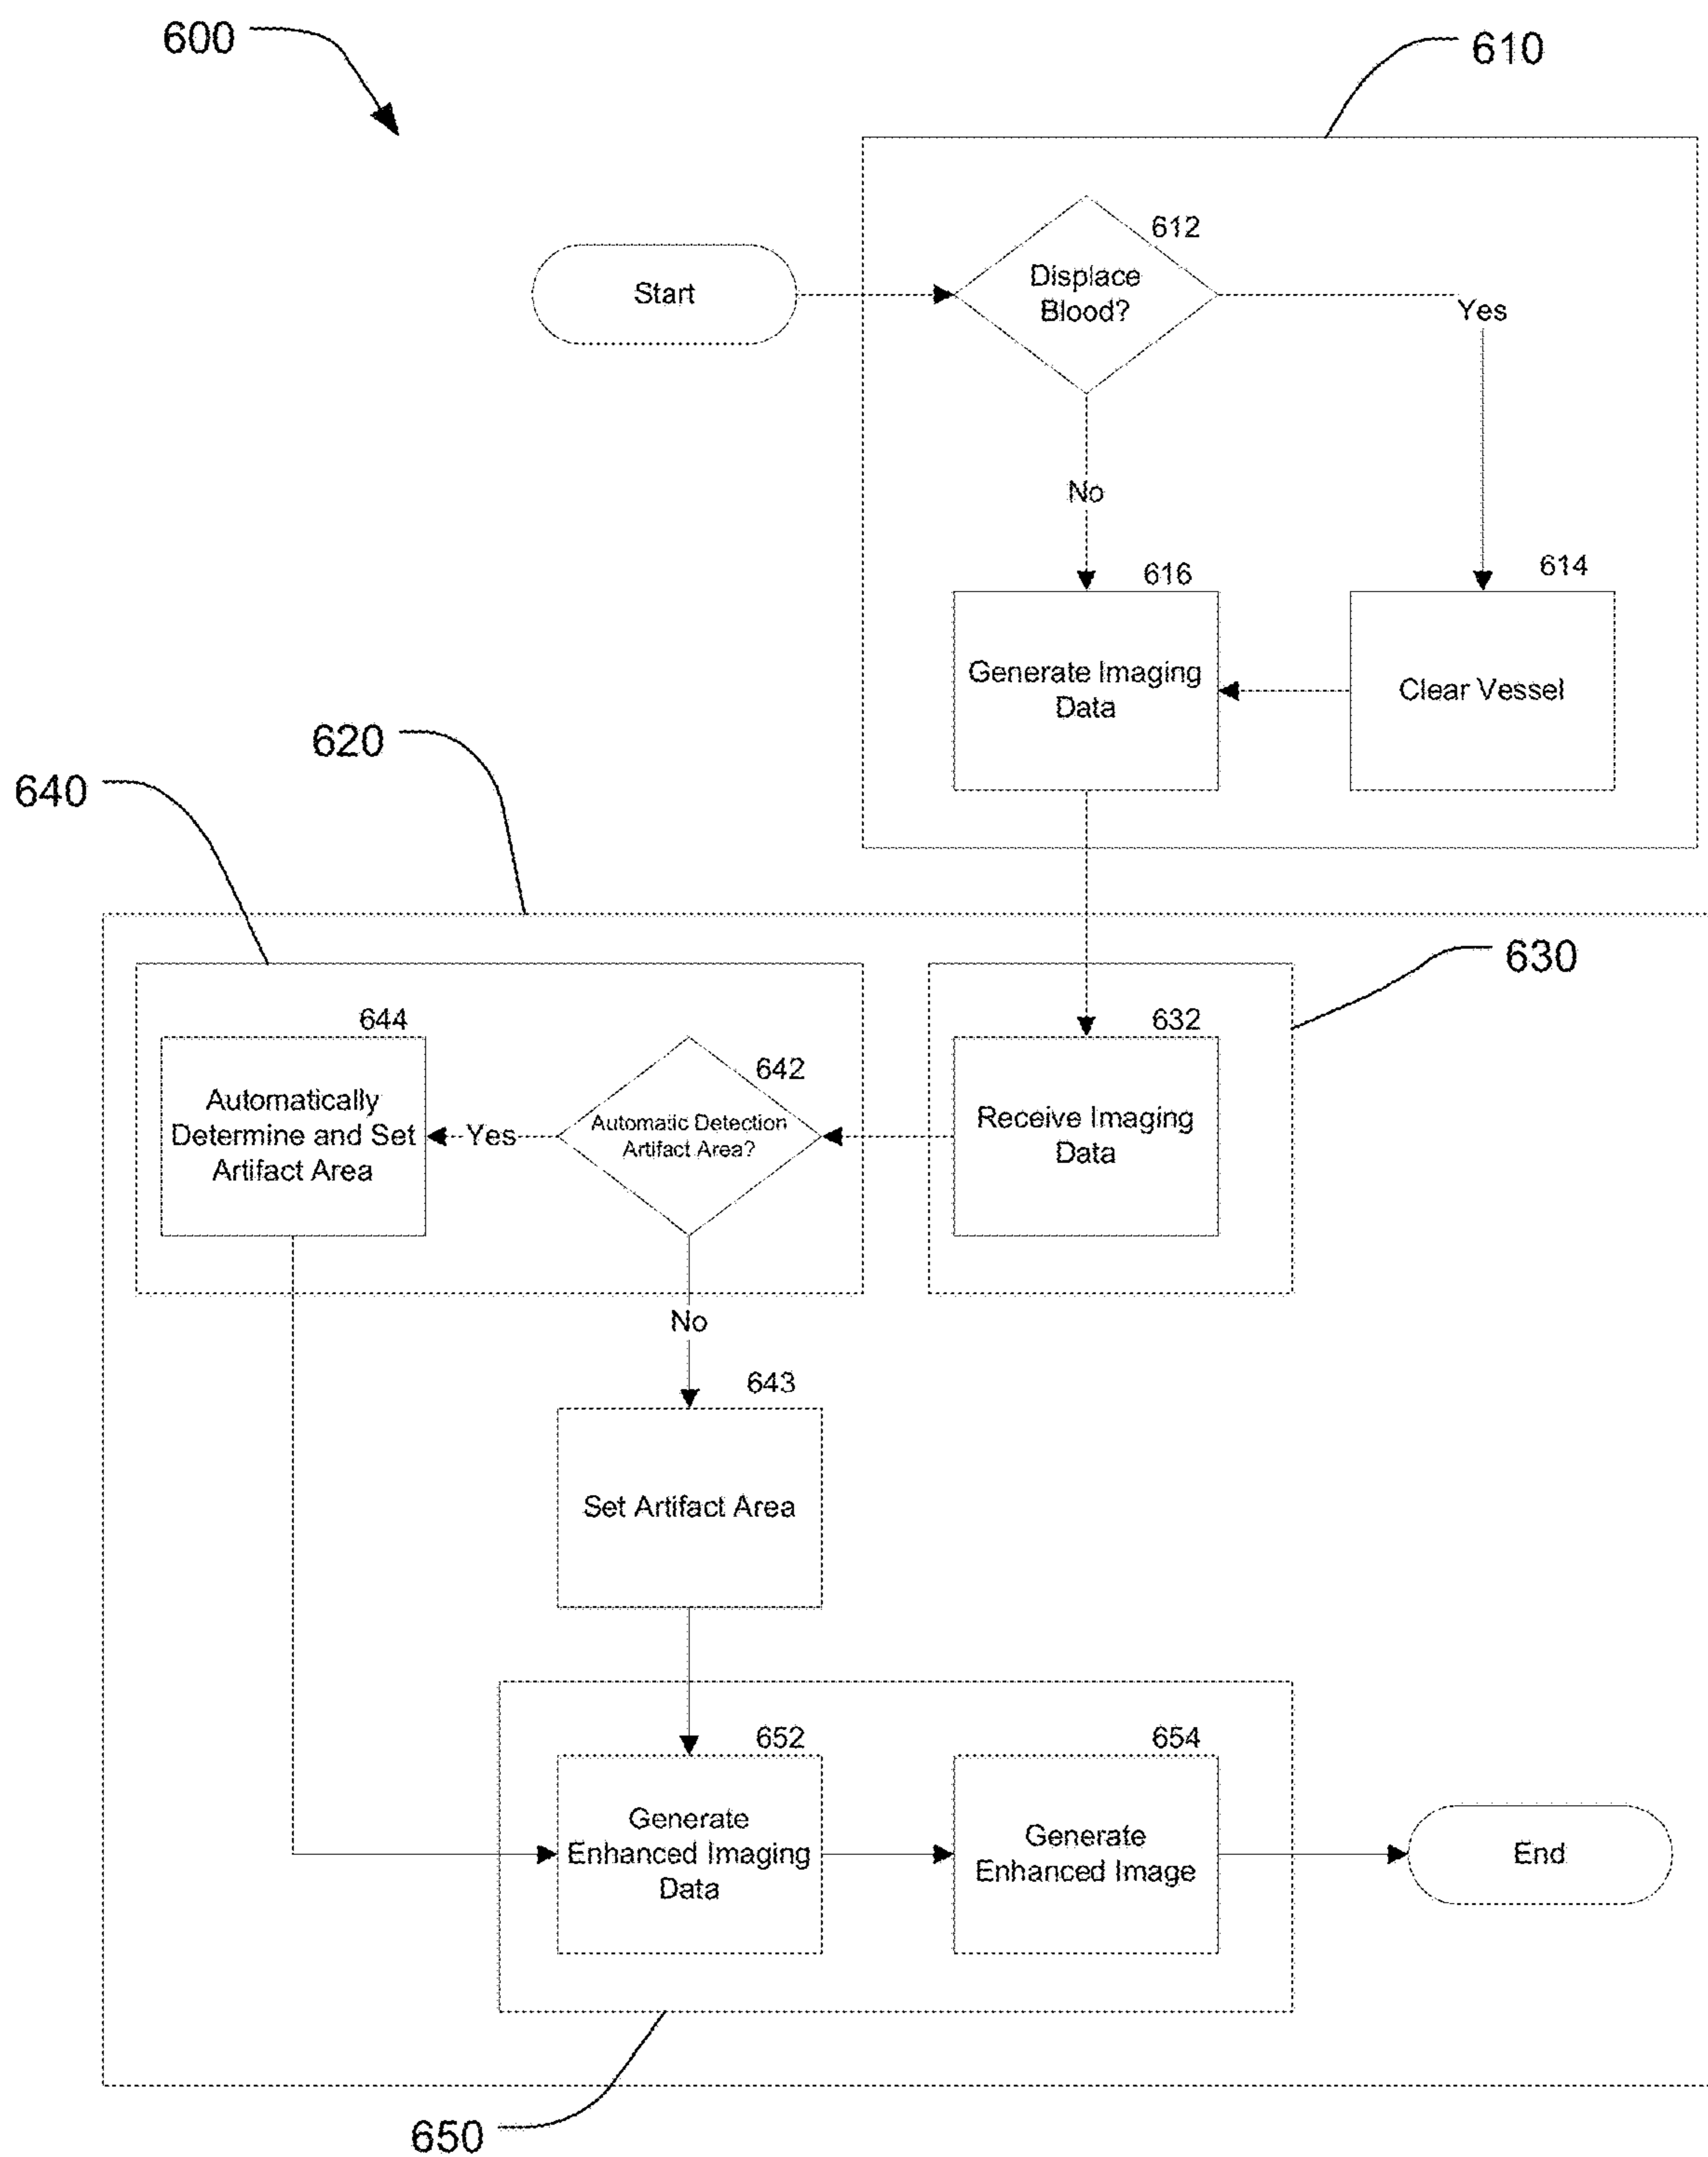 600
610
612
Displace
Blood?
Start
Yes
No
616
614
Generate Imaging
Data
Clear Vessel
620
640
630
644
632
642
Automatically
Determine and Set
Artifact Area
Yes
Automatic Detection
Artifact Area?
Receive Imaging
Data
No
643
Set Artifact Area
652
654
Generate
Enhanced Imaging
Data
Generate
Enhanced Image
End
650